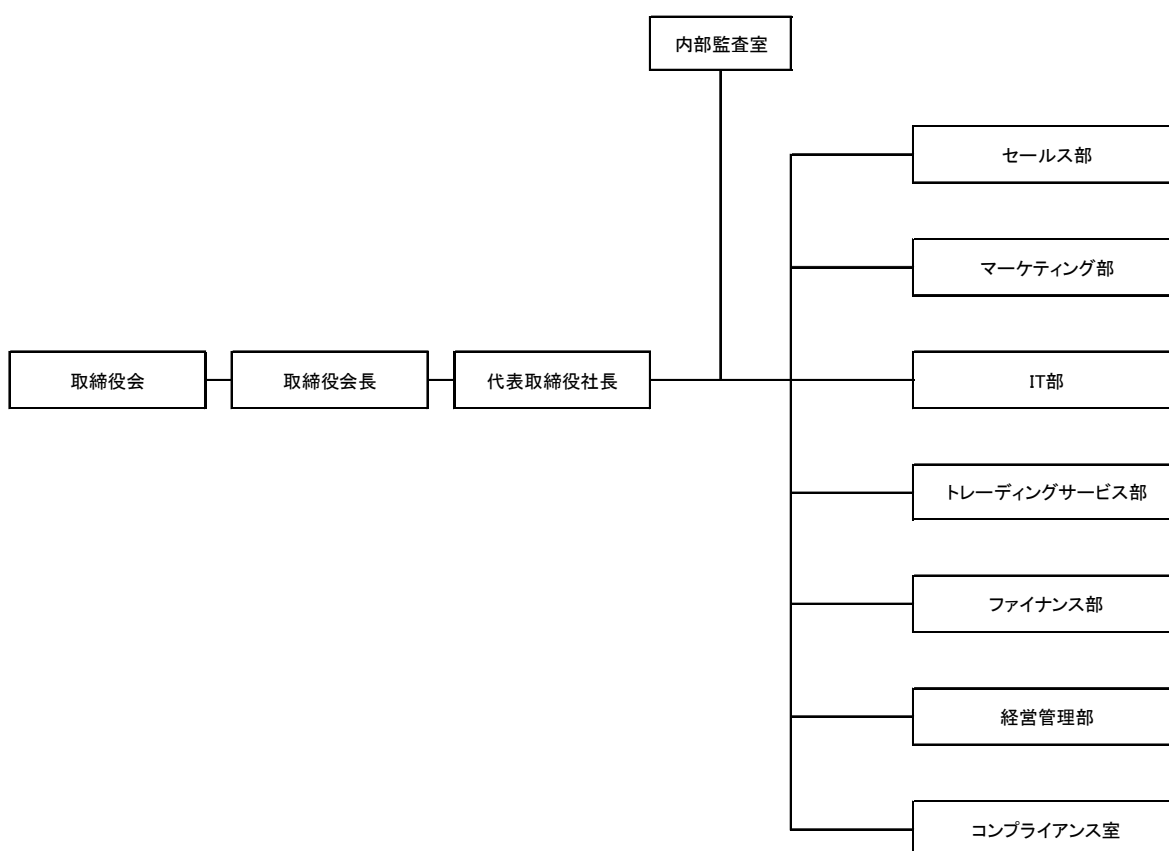 内部監査室
セールス部
マーケティング部
取締役会
取締役会長
代表取締役社長
IT部
トレーディングサービス部
ファイナンス部
経営管理部
コンプライアンス室